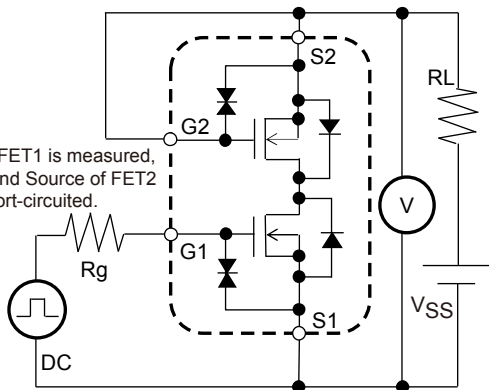 S2
RL
G2
FET1 is measured,
nd Source of FET2
ort-circuited.
V
G1
Rg
VSS
S1
DC